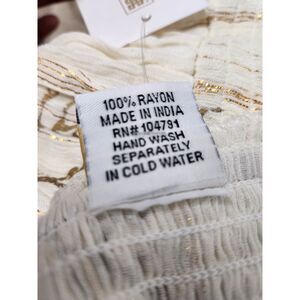 100% RAYON
MADE IN INDIA
RN#104791
HAND WASH
SEPARATELY
IN COLD WATER